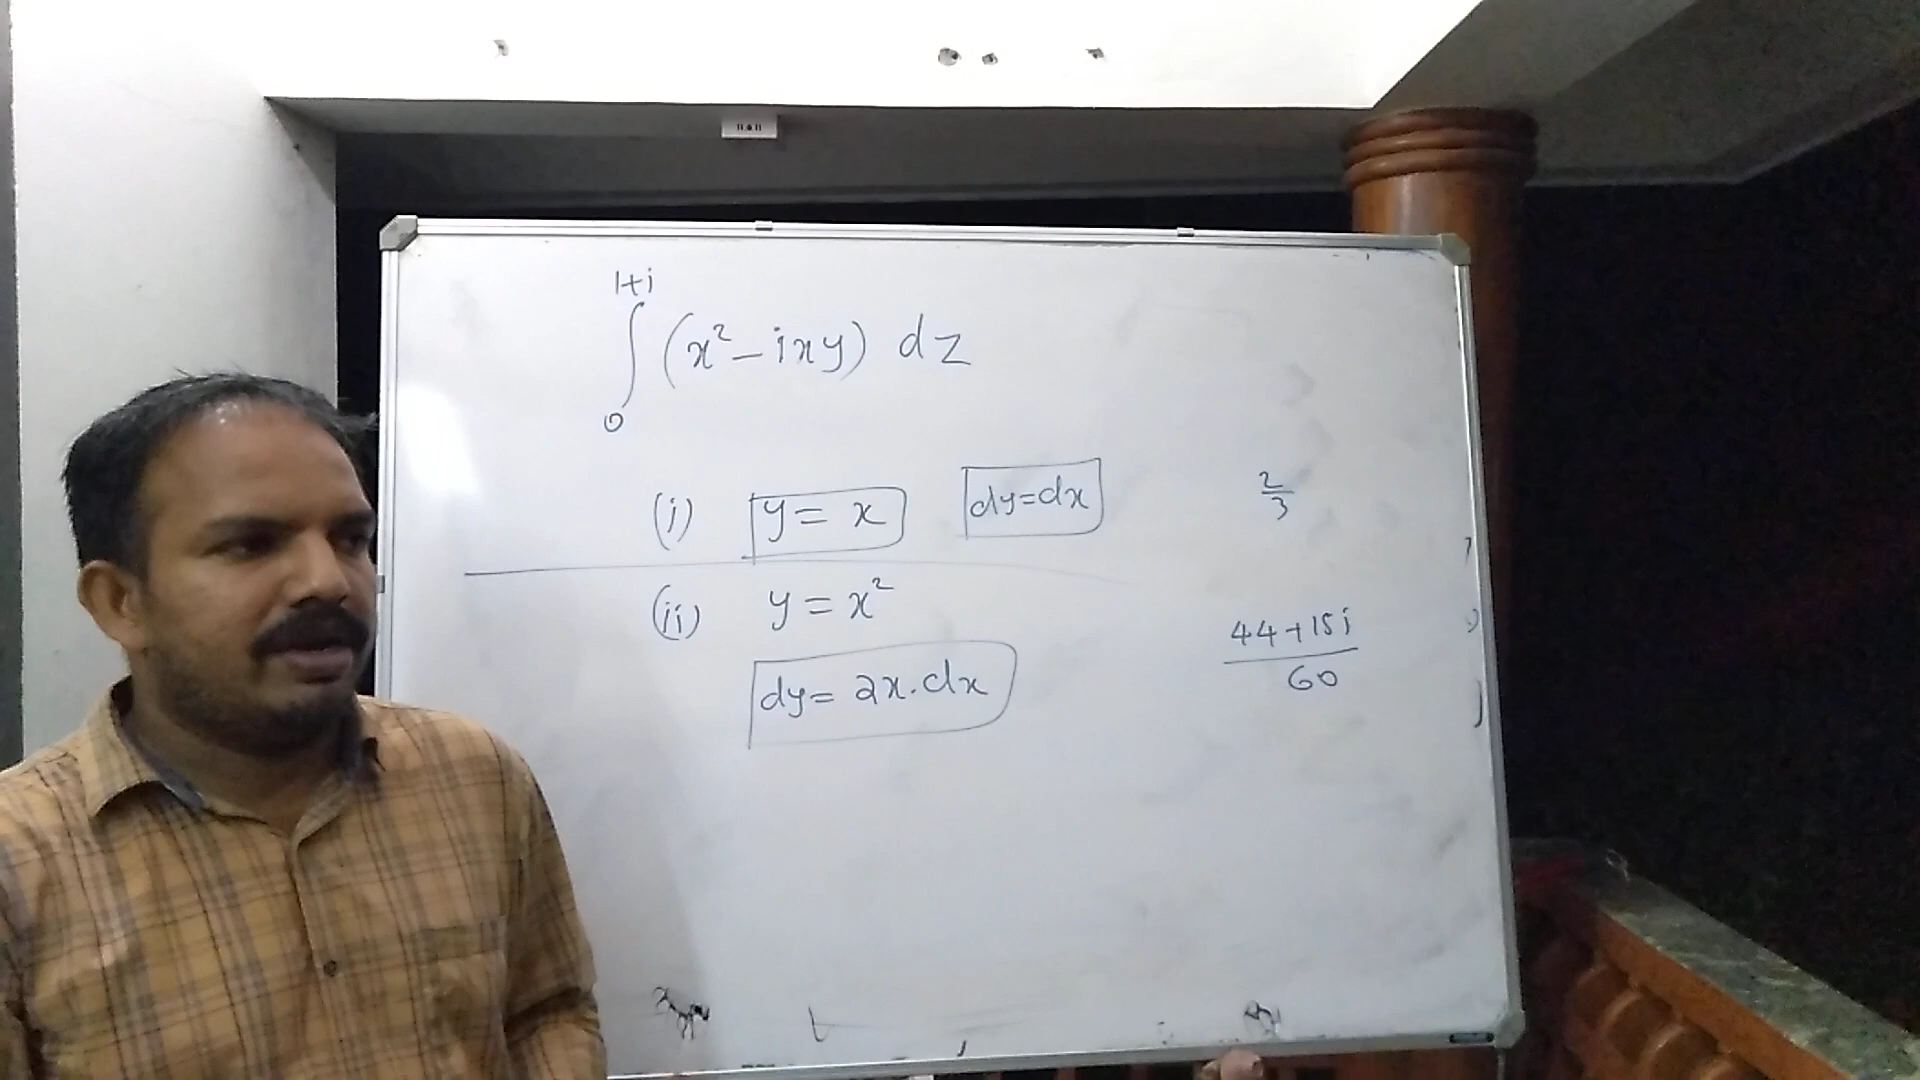 1+i
∫ (x² - ixy) dz
0
(i) y = x dy=dx 2/3
(ii) y = x²
44+15i
60
dy= 2x.dx